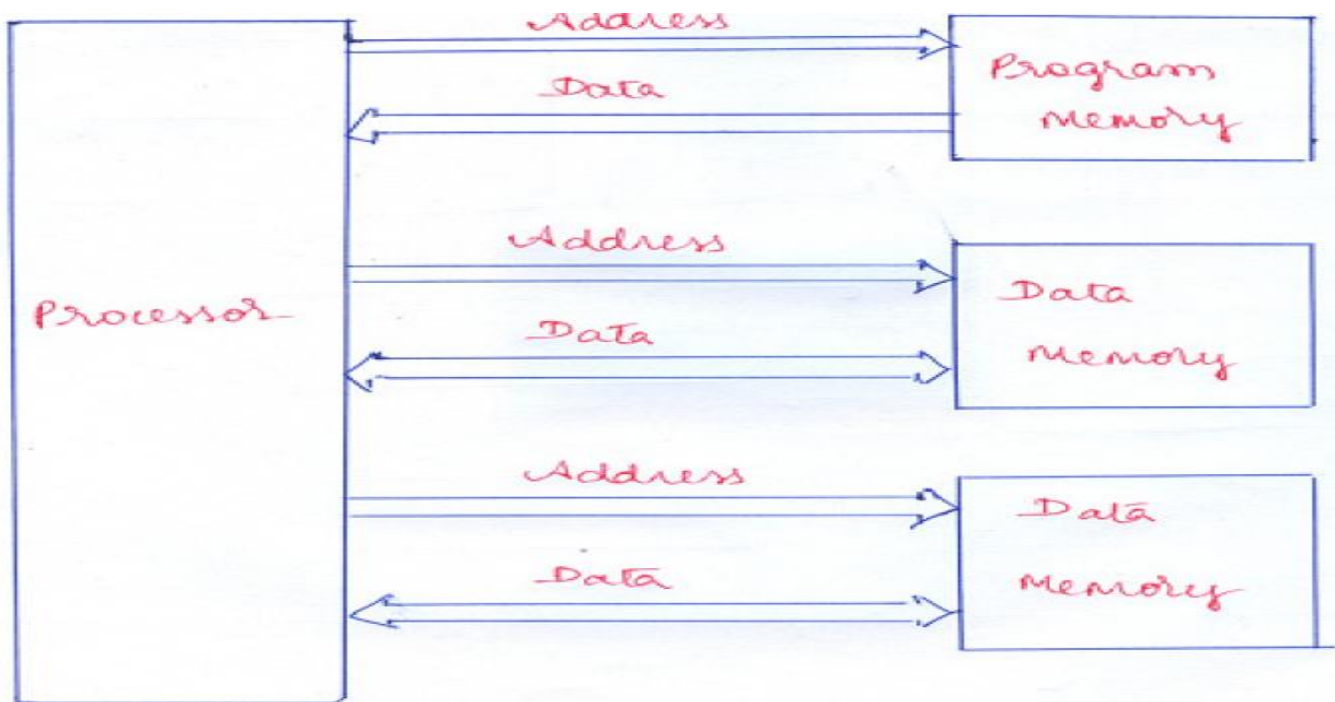 Address
Program
Memory
Data
Address
Data
Memory
Processor
Data
Address
Data
Memory
Data